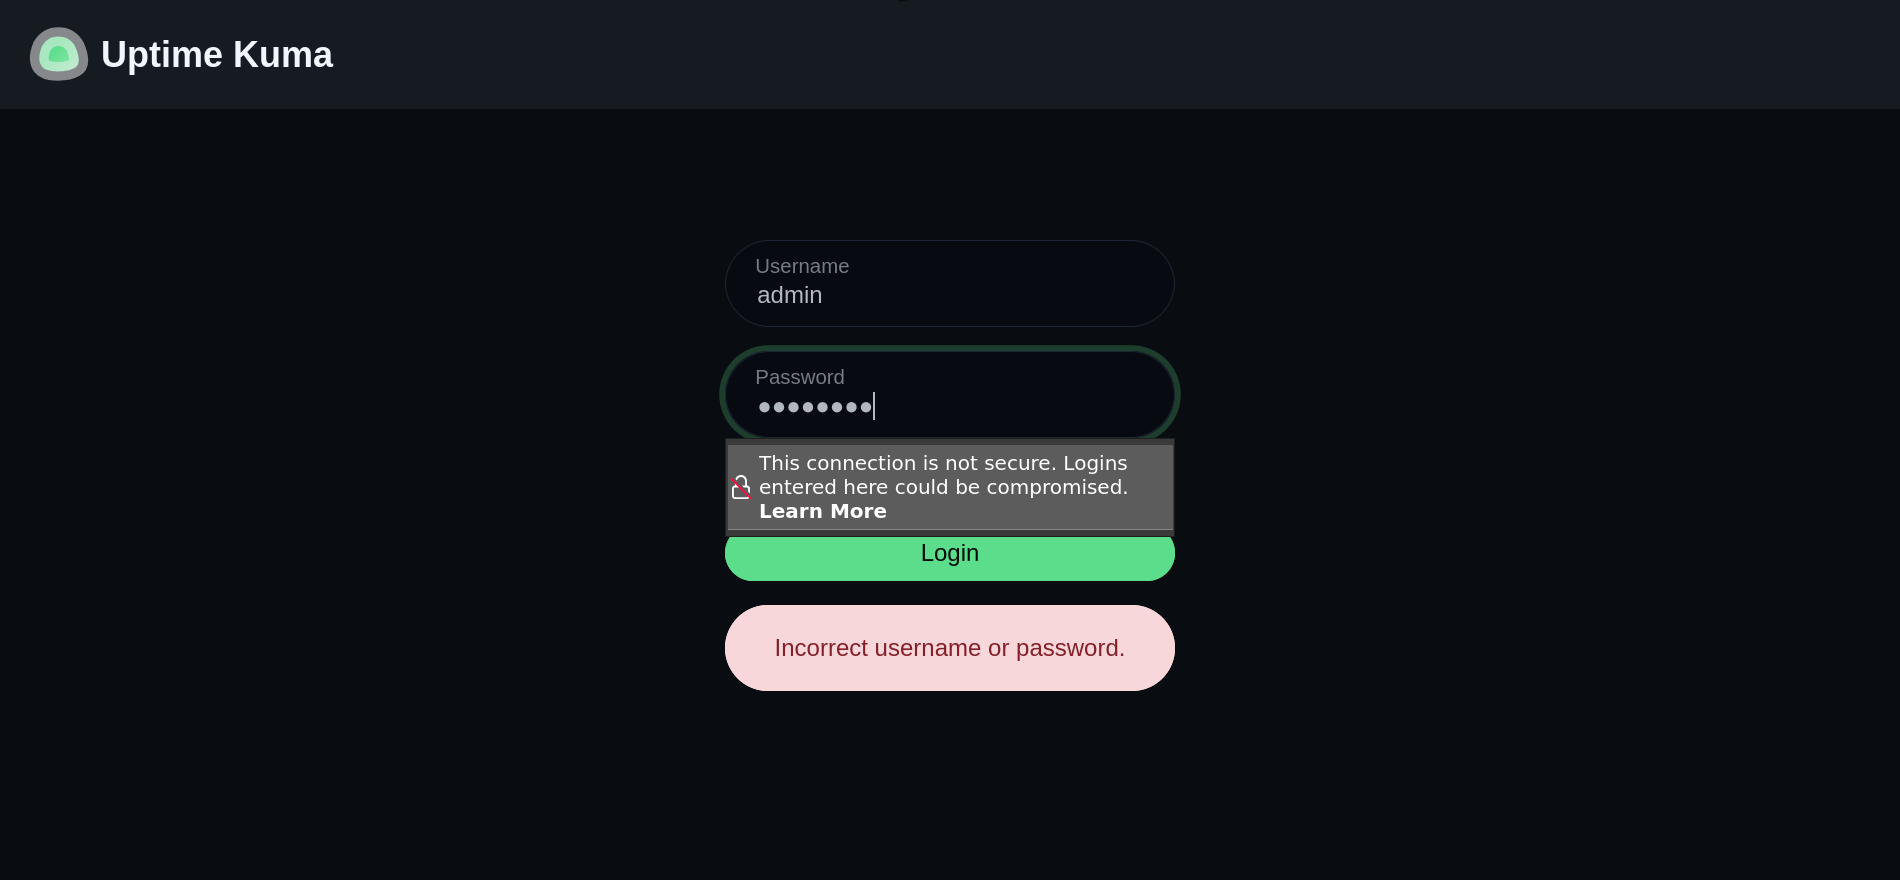 Uptime Kuma
Username
admin
Password
••••••••
This connection is not secure. Logins
entered here could be compromised.
Learn More
Login
Incorrect username or password.